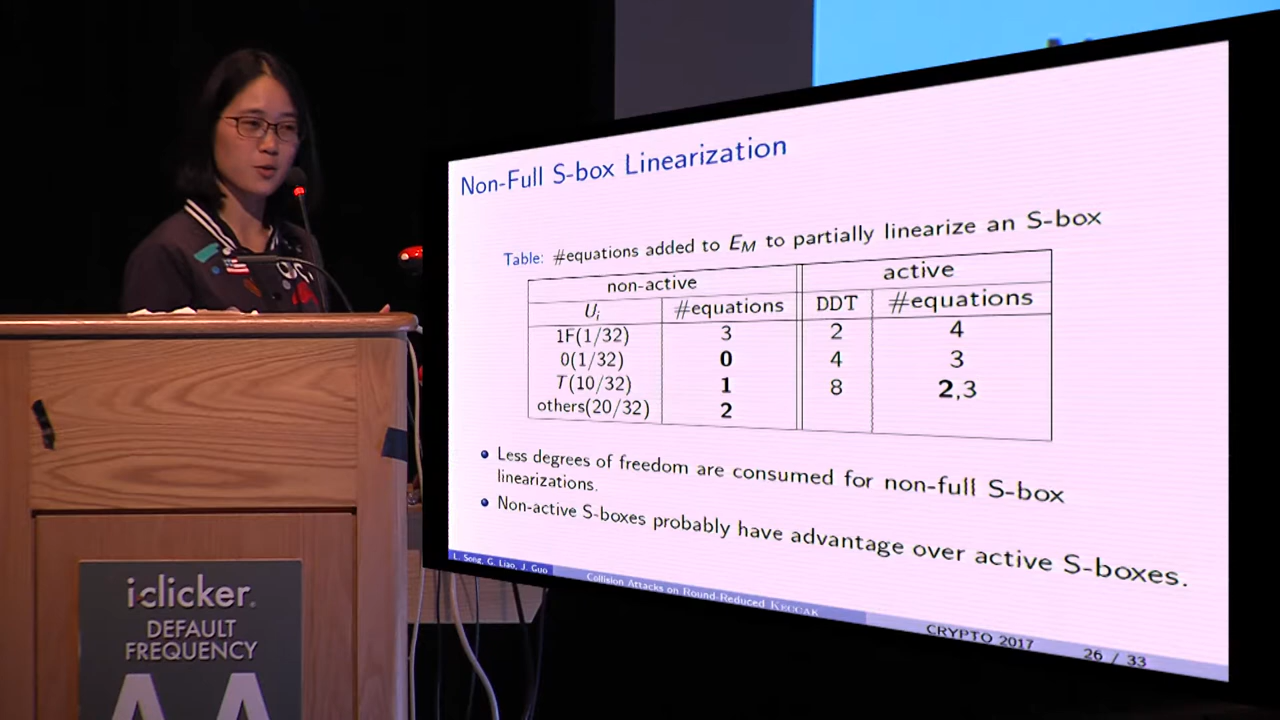 Non-Full S-box Linearization
Table: #equations added to E_M to partially linearize an S-box
non-active active
U_i #equations DDT #equations
1F(1/32) 3 2 4
0(1/32) 0 4 3
T(10/32) 1 8 2,3
others(20/32) 2
Less degrees of freedom are consumed for non-full S-box
linearizations.
Non-active S-boxes probably have advantage over active S-boxes.
L. Song, G. Liao, J. Guo Collision Attacks on Round-Reduced KECCAK CRYPTO 2017 26 / 33
iclicker.
DEFAULT
FREQUENCY
AA